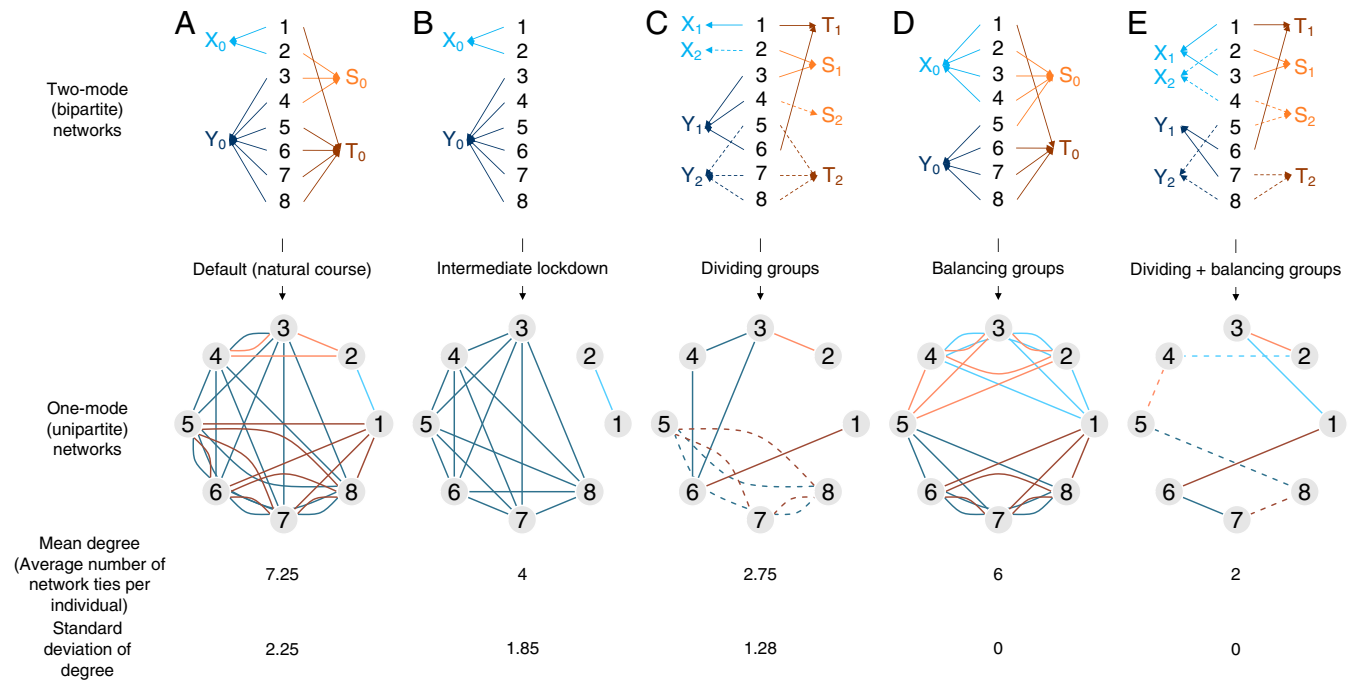 A B C D E
Two-mode
(bipartite)
networks
X0 Y0 1 2 3 4 5 6 7 8 S0 T0
X0 Y0 1 2 3 4 5 6 7 8
X1 X2 Y1 Y2 1 2 3 4 5 6 7 8 T1 S1 S2 T2
X0 Y0 1 2 3 4 5 6 7 8 S0 T0
X1 X2 Y1 Y2 1 2 3 4 5 6 7 8 T1 S1 S2 T2
Default (natural course) Intermediate lockdown Dividing groups Balancing groups Dividing + balancing groups
One-mode
(unipartite)
networks
3 4 2 5 1 6 8 7
3 4 2 5 1 6 8 7
3 4 2 5 1 6 8 7
3 4 2 5 1 6 8 7
3 4 2 5 1 6 8 7
Mean degree
(Average number of
network ties per
individual)
7.25 4 2.75 6 2
Standard
deviation of
degree
2.25 1.85 1.28 0 0